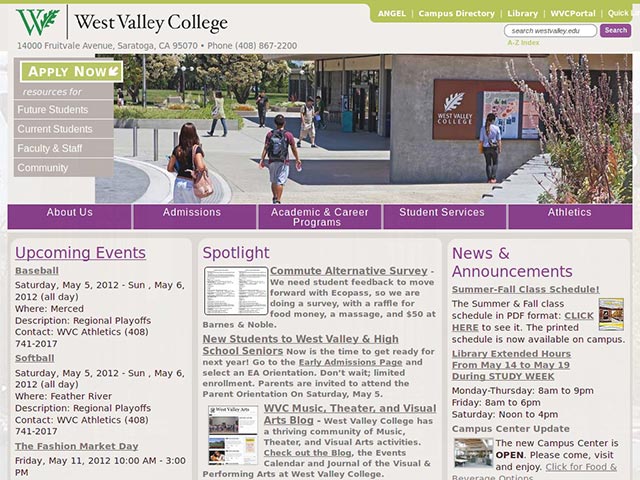 West Valley College
14000 Fruitvale Avenue, Saratoga, CA 95070 • Phone (408) 867-2200
ANGEL | Campus Directory | Library | WVCPortal | Quick Li
search westvalley.edu
Search
A-Z Index
APPLY NOW
resources for
Future Students
Current Students
Faculty & Staff
Community
WEST VALLEY
COLLEGE
About Us
Admissions
Academic & Career
Programs
Student Services
Athletics
Upcoming Events
Baseball
Saturday, May 5, 2012 - Sun , May 6,
2012 (all day)
Where: Merced
Description: Regional Playoffs
Contact: WVC Athletics (408)
741-2017
Softball
Saturday, May 5, 2012 - Sun , May 6,
2012 (all day)
Where: Feather River
Description: Regional Playoffs
Contact: WVC Athletics (408)
741-2017
The Fashion Market Day
Friday, May 11, 2012 10:00 AM - 3:00
PM
Spotlight
Commute Alternative Survey -
We need student feedback to move
forward with Ecopass, so we are
doing a survey, with a raffle for
food money, a massage, and $50 at
Barnes & Noble.
New Students to West Valley & High
School Seniors Now is the time to get ready for
next year! Go to the Early Admissions Page and
select an EA Orientation. Don't wait; limited
enrollment. Parents are invited to attend the
Parent Orientation On Saturday, May 5.
West Valley Arts
WVC Music, Theater, and Visual
Arts Blog - West Valley College has
a thriving community of Music,
Theater, and Visual Arts activities.
Check out the Blog, the Events
Calendar and Journal of the Visual &
Performing Arts at West Valley College.
News &
Announcements
Summer-Fall Class Schedule!
The Summer & Fall class
schedule in PDF format: CLICK
HERE to see it. The printed
schedule is now available on campus.
Library Extended Hours
From May 14 to May 19
During STUDY WEEK
Monday-Thursday: 8am to 9pm
Friday: 8am to 6pm
Saturday: Noon to 4pm
Campus Center Update
The new Campus Center is
OPEN. Please come, visit
and enjoy. Click for Food &
Beverage Options